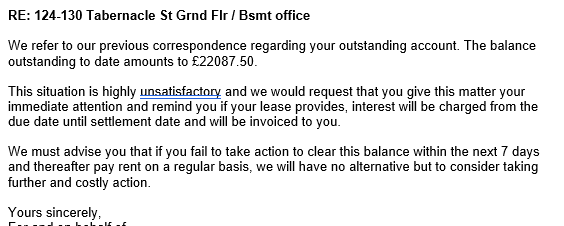 RE: 124-130 Tabernacle St Grnd Flr / Bsmt office
We refer to our previous correspondence regarding your outstanding account. The balance
outstanding to date amounts to £22087.50.
This situation is highly unsatisfactory and we would request that you give this matter your
immediate attention and remind you if your lease provides, interest will be charged from the
due date until settlement date and will be invoiced to you.
We must advise you that if you fail to take action to clear this balance within the next 7 days
and thereafter pay rent on a regular basis, we will have no alternative but to consider taking
further and costly action.
Yours sincerely,
For and on behalf of